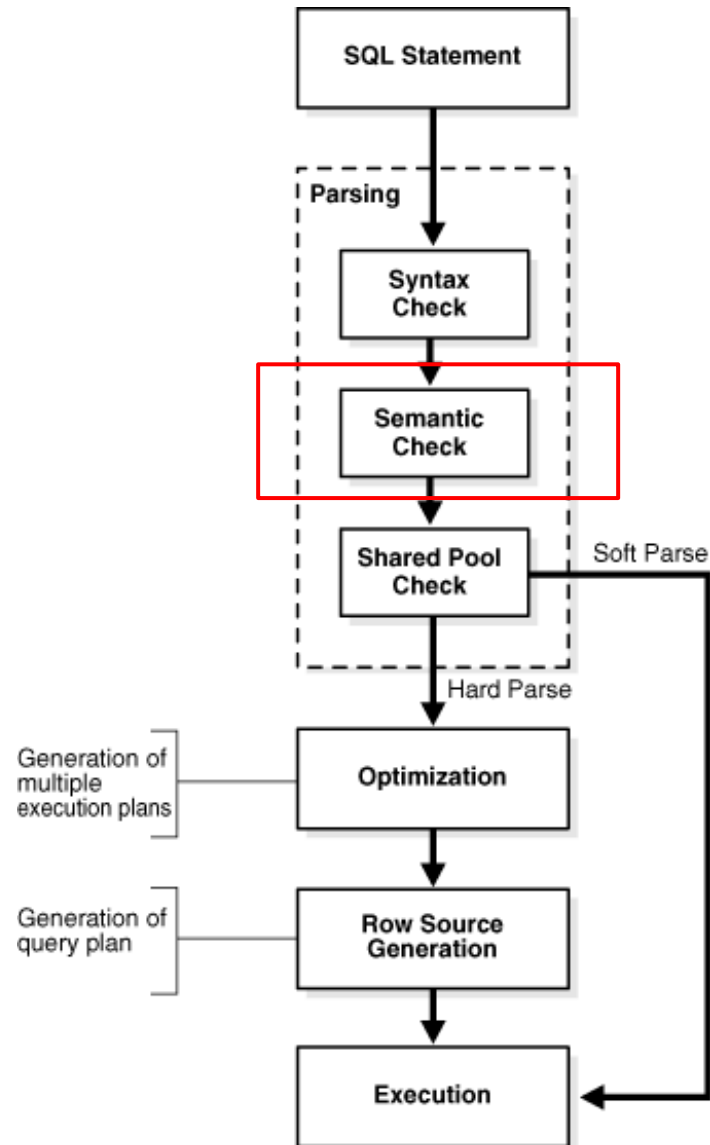 SQL Statement
Parsing
Syntax
Check
Semantic
Check
Shared Pool
Check
Soft Parse
Hard Parse
Generation of
multiple
execution plans
Optimization
Generation of
query plan
Row Source
Generation
Execution